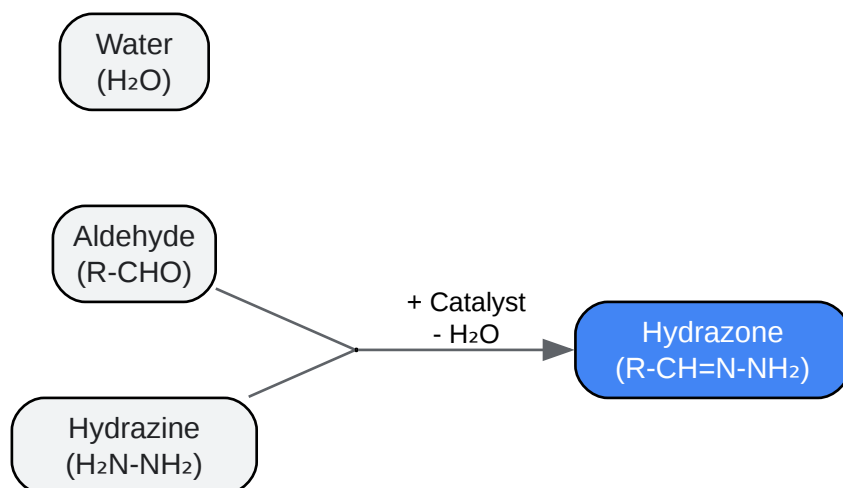 Water
(H₂O)
Aldehyde
(R-CHO)
+ Catalyst
- H₂O
Hydrazone
(R-CH=N-NH₂)
Hydrazine
(H₂N-NH₂)